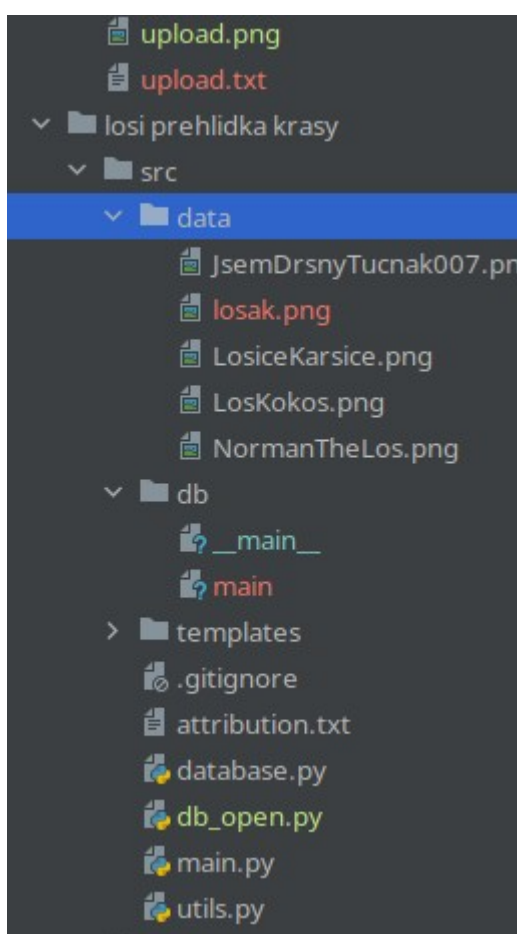 upload.png
upload.txt
losi prehlidka krasy
src
data
JsemDrsnyTucnak007.pn
losak.png
LosiceKarsice.png
LosKokos.png
NormanTheLos.png
db
__main__
main
templates
.gitignore
attribution.txt
database.py
db_open.py
main.py
utils.py